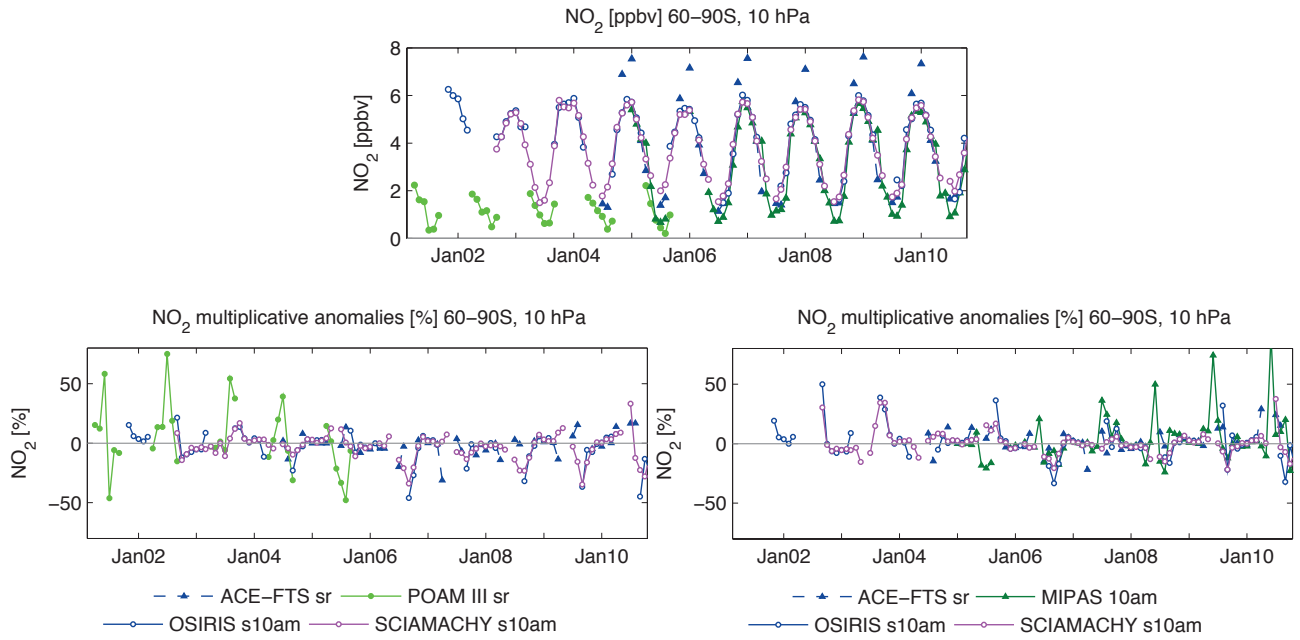 NO2 [ppbv] 60–90S, 10 hPa
NO2 [ppbv]
8
6
4
2
0
Jan02 Jan04 Jan06 Jan08 Jan10
NO2 multiplicative anomalies [%] 60–90S, 10 hPa
NO2 [%]
50
0
−50
Jan02 Jan04 Jan06 Jan08 Jan10
ACE−FTS sr POAM III sr
OSIRIS s10am SCIAMACHY s10am
NO2 multiplicative anomalies [%] 60–90S, 10 hPa
NO2 [%]
50
0
−50
Jan02 Jan04 Jan06 Jan08 Jan10
ACE−FTS sr MIPAS 10am
OSIRIS s10am SCIAMACHY s10am